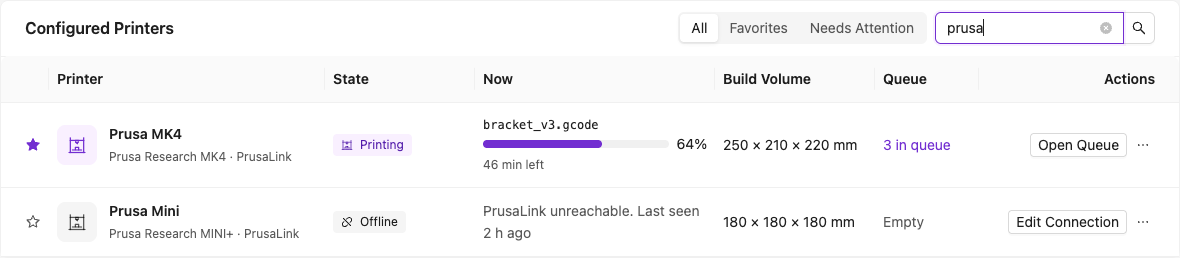 Configured Printers
All Favorites Needs Attention prusa
Printer State Now Build Volume Queue Actions
Prusa MK4
Prusa Research MK4 · PrusaLink
Printing
bracket_v3.gcode
64%
46 min left
250 × 210 × 220 mm
3 in queue
Open Queue ···
Prusa Mini
Prusa Research MINI+ · PrusaLink
Offline
PrusaLink unreachable. Last seen
2 h ago
180 × 180 × 180 mm
Empty
Edit Connection ···